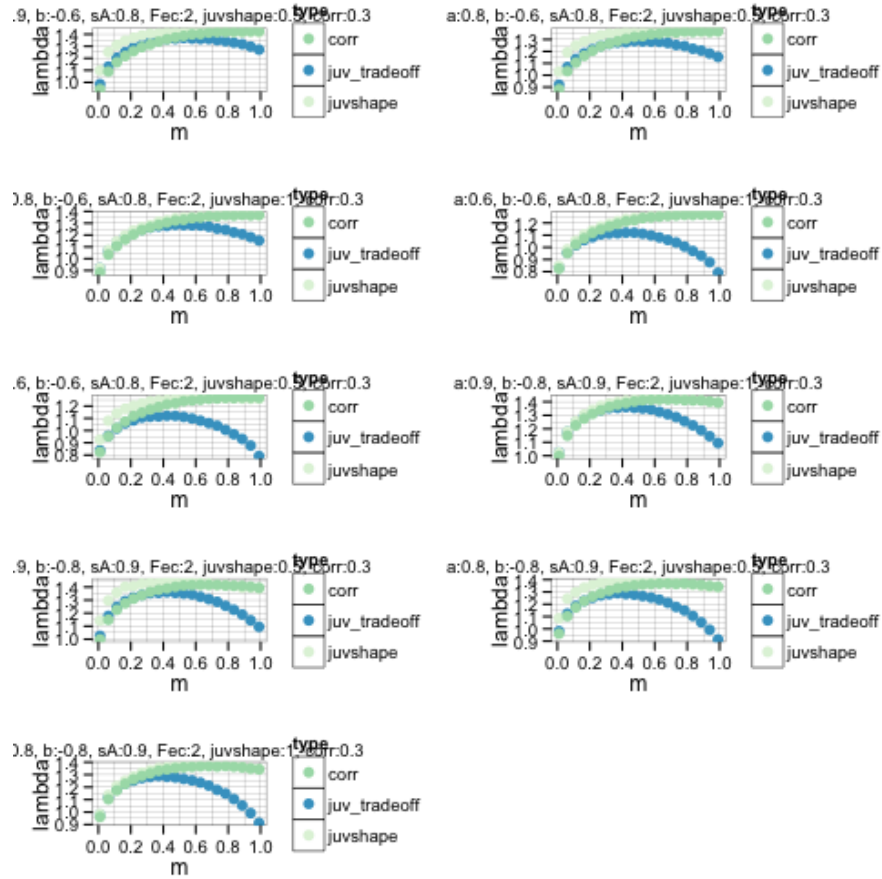 .9, b:-0.6, sA:0.8, Fec:2, juvshape:0.5, corr:0.3
type
lambda
1.4
1.3
1.2
1.1
1.0
corr
juv_tradeoff
juvshape
0.0 0.2 0.4 0.6 0.8 1.0
m
a:0.8, b:-0.6, sA:0.8, Fec:2, juvshape:0.5, corr:0.3
type
lambda
1.3
1.2
1.1
1.0
0.9
corr
juv_tradeoff
juvshape
0.0 0.2 0.4 0.6 0.8 1.0
m
0.8, b:-0.6, sA:0.8, Fec:2, juvshape:1, corr:0.3
type
lambda
1.4
1.3
1.2
1.1
1.0
0.9
corr
juv_tradeoff
juvshape
0.0 0.2 0.4 0.6 0.8 1.0
m
a:0.6, b:-0.6, sA:0.8, Fec:2, juvshape:1, corr:0.3
type
lambda
1.2
1.1
1.0
0.9
0.8
corr
juv_tradeoff
juvshape
0.0 0.2 0.4 0.6 0.8 1.0
m
.6, b:-0.6, sA:0.8, Fec:2, juvshape:0.5, corr:0.3
type
lambda
1.2
1.1
1.0
0.9
0.8
corr
juv_tradeoff
juvshape
0.0 0.2 0.4 0.6 0.8 1.0
m
a:0.9, b:-0.8, sA:0.9, Fec:2, juvshape:1, corr:0.3
type
lambda
1.4
1.3
1.2
1.1
1.0
corr
juv_tradeoff
juvshape
0.0 0.2 0.4 0.6 0.8 1.0
m
.9, b:-0.8, sA:0.9, Fec:2, juvshape:0.5, corr:0.3
type
lambda
1.4
1.3
1.2
1.1
1.0
corr
juv_tradeoff
juvshape
0.0 0.2 0.4 0.6 0.8 1.0
m
a:0.8, b:-0.8, sA:0.9, Fec:2, juvshape:0.5, corr:0.3
type
lambda
1.4
1.3
1.2
1.1
1.0
0.9
corr
juv_tradeoff
juvshape
0.0 0.2 0.4 0.6 0.8 1.0
m
0.8, b:-0.8, sA:0.9, Fec:2, juvshape:1, corr:0.3
type
lambda
1.4
1.3
1.2
1.1
1.0
0.9
corr
juv_tradeoff
juvshape
0.0 0.2 0.4 0.6 0.8 1.0
m